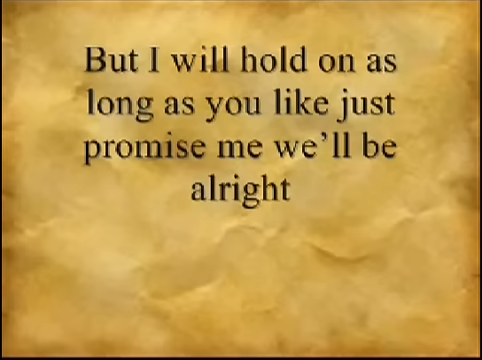 But I will hold on as
long as you like just
promise me we'll be
alright